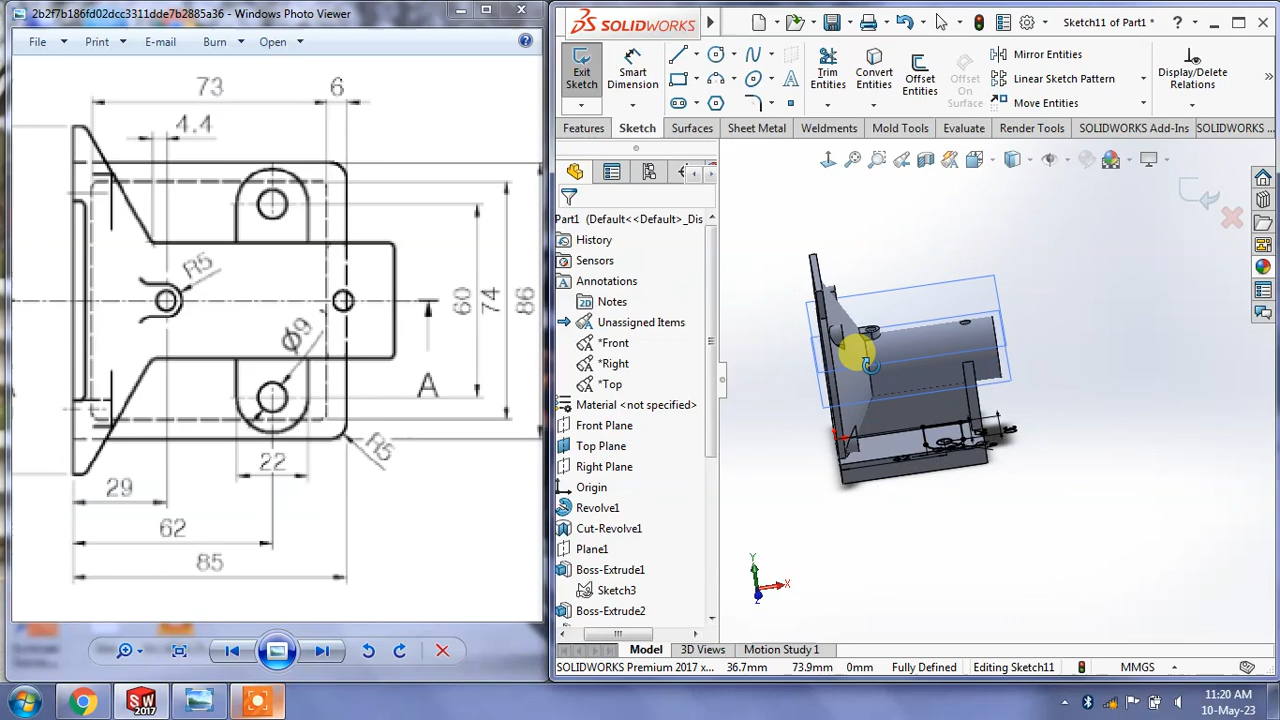 2b2f7b186fd02dcc3311dde7b2885a36 - Windows Photo Viewer
File Print E-mail Burn Open
73
6
4.4
R5
60
74
86
Ø9
A
R5
22
29
62
85
SOLIDWORKS
Sketch11 of Part1 *
Exit Sketch
Smart Dimension
Trim Entities
Convert Entities
Offset Entities
Offset On Surface
Mirror Entities
Linear Sketch Pattern
Move Entities
Display/Delete Relations
Features Sketch Surfaces Sheet Metal Weldments Mold Tools Evaluate Render Tools SOLIDWORKS Add-Ins SOLIDWORKS ...
Part1 (Default<<Default>_Dis
History
Sensors
Annotations
Notes
Unassigned Items
*Front
*Right
*Top
Material <not specified>
Front Plane
Top Plane
Right Plane
Origin
Revolve1
Cut-Revolve1
Plane1
Boss-Extrude1
Sketch3
Boss-Extrude2
Y
X
Z
Model 3D Views Motion Study 1
SOLIDWORKS Premium 2017 x... 36.7mm 73.9mm 0mm Fully Defined Editing Sketch11 MMGS
SW 2017
11:20 AM
10-May-23